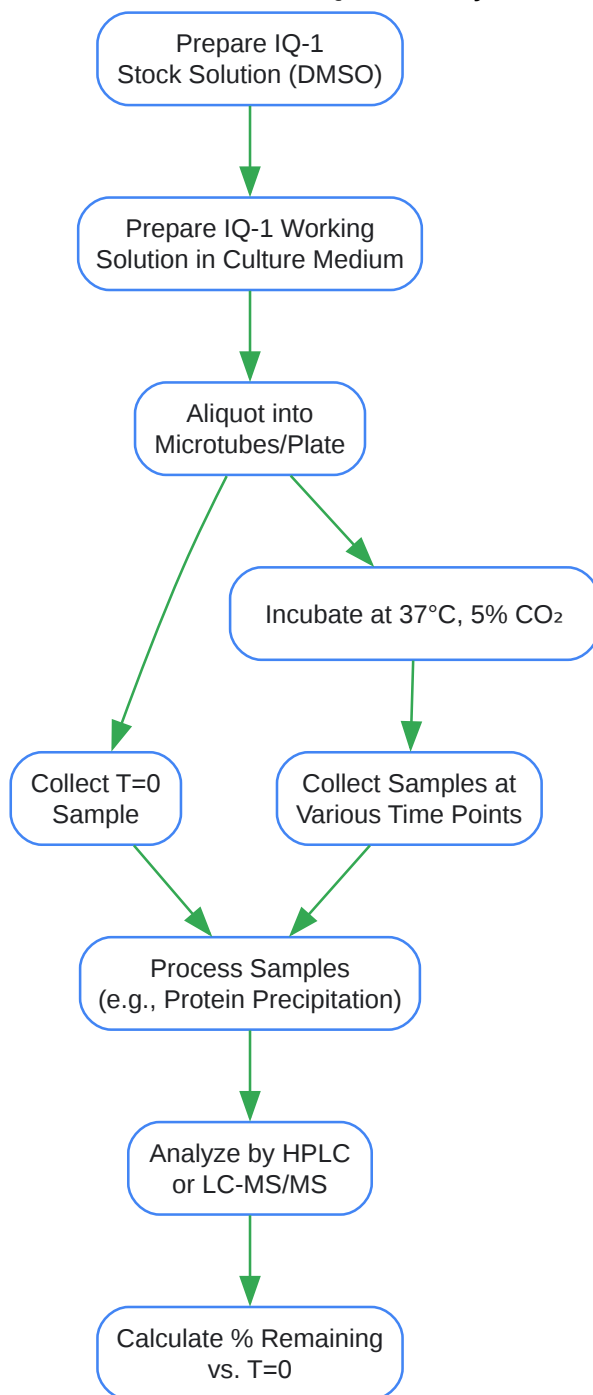 Prepare IQ-1
Stock Solution (DMSO)
Prepare IQ-1 Working
Solution in Culture Medium
Aliquot into
Microtubes/Plate
Incubate at 37°C, 5% CO₂
Collect T=0
Sample
Collect Samples at
Various Time Points
Process Samples
(e.g., Protein Precipitation)
Analyze by HPLC
or LC-MS/MS
Calculate % Remaining
vs. T=0